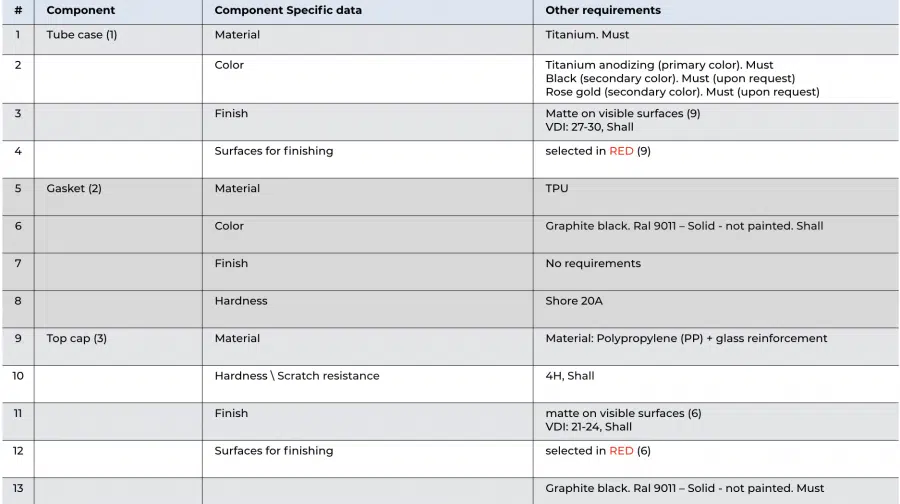 # Component Component Specific data Other requirements
1 Tube case (1) Material Titanium. Must
2 Color Titanium anodizing (primary color). Must
Black (secondary color). Must (upon request)
Rose gold (secondary color). Must (upon request)
3 Finish Matte on visible surfaces (9)
VDI: 27-30, Shall
4 Surfaces for finishing selected in RED (9)
5 Gasket (2) Material TPU
6 Color Graphite black. Ral 9011 – Solid - not painted. Shall
7 Finish No requirements
8 Hardness Shore 20A
9 Top cap (3) Material Material: Polypropylene (PP) + glass reinforcement
10 Hardness \ Scratch resistance 4H, Shall
11 Finish matte on visible surfaces (6)
VDI: 21-24, Shall
12 Surfaces for finishing selected in RED (6)
13 Graphite black. Ral 9011 – Solid - not painted. Must